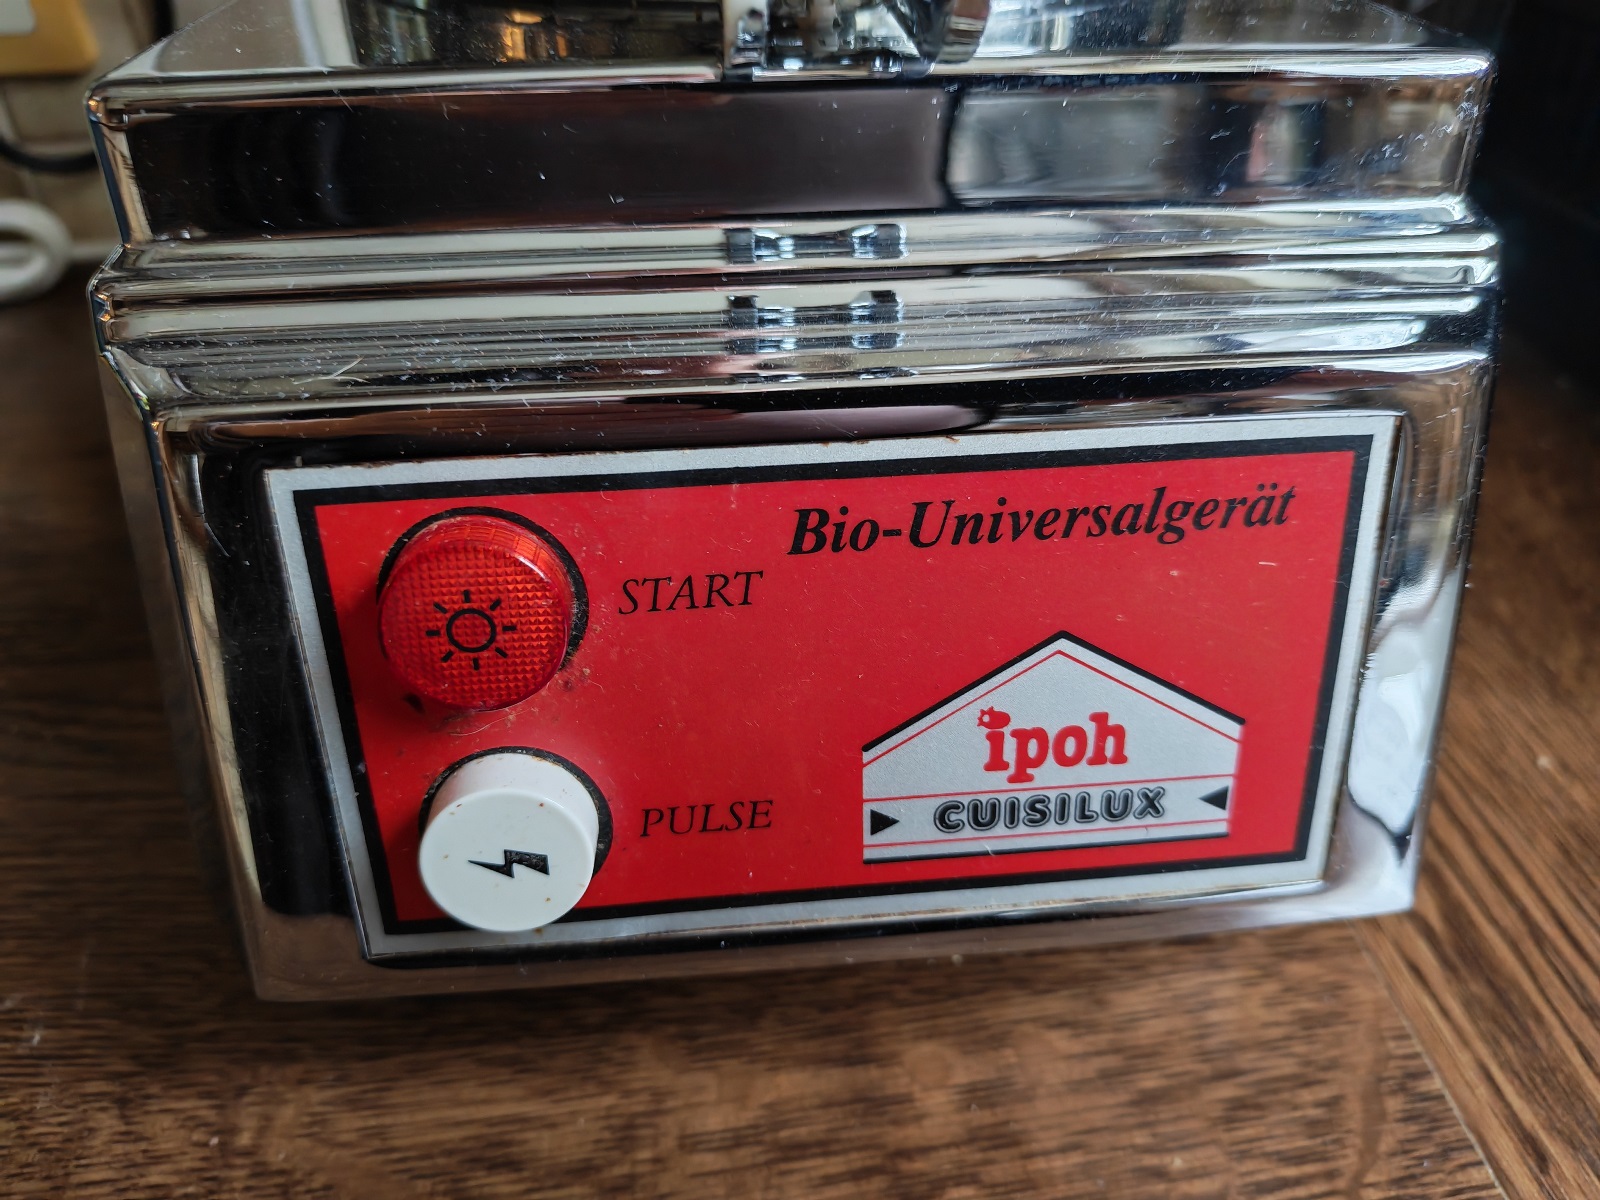 Bio-Universalgerät
START
ipoh
CUISILUX
PULSE